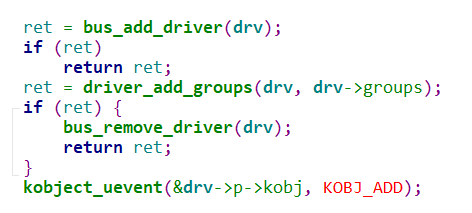 ret = bus_add_driver(drv);
if (ret)
    return ret;
ret = driver_add_groups(drv, drv->groups);
if (ret) {
    bus_remove_driver(drv);
    return ret;
}
kobject_uevent(&drv->p->kobj, KOBJ_ADD);